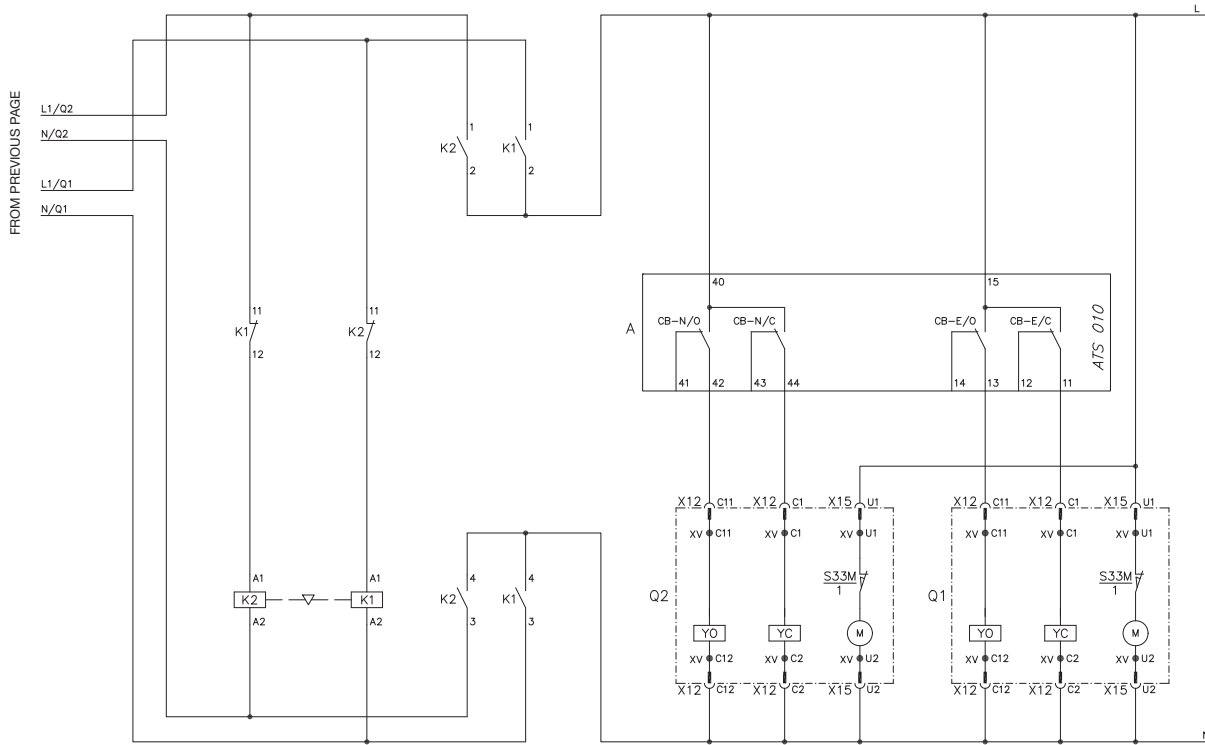 L
FROM PREVIOUS PAGE
L1/Q2
N/Q2
L1/Q1
N/Q1
1 1
K2 K1
2 2
40 15
11 11
K1 K2
12 12
A
CB-N/O CB-N/C CB-E/O CB-E/C
ATS 010
41 42 43 44 14 13 12 11
X12 C11 X12 C1 X15 U1 X12 C11 X12 C1 X15 U1
XV C11 XV C1 XV U1 XV C11 XV C1 XV U1
A1 A1 4 4
K2 K1 K2 K1
A2 A2 3 3
S33M S33M
1 1
Q2 Q1
YO YC M YO YC M
XV C12 XV C2 XV U2 XV C12 XV C2 XV U2
X12 C12 X12 C2 X15 U2 X12 C12 X12 C2 X15 U2
N